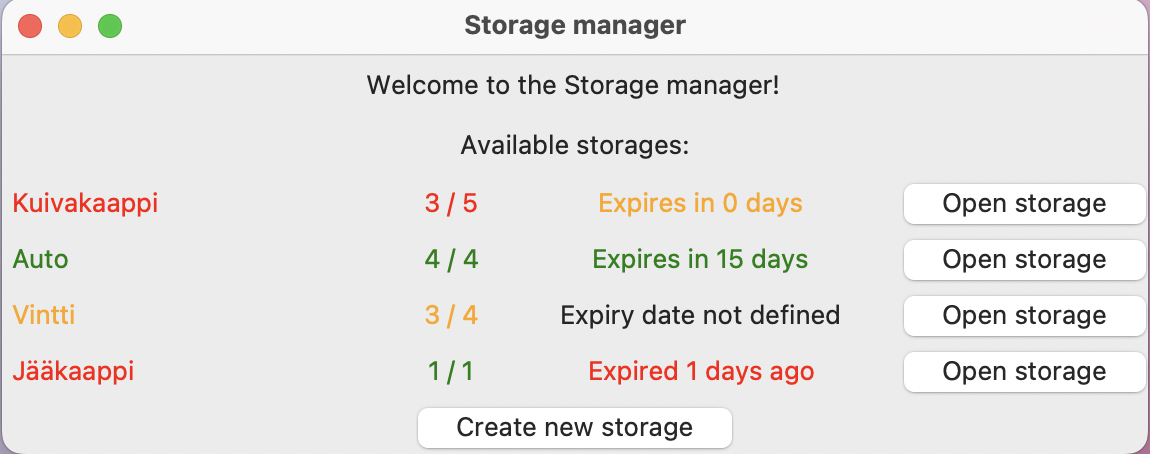 Storage manager
Welcome to the Storage manager!
Available storages:
Kuivakaappi 3 / 5 Expires in 0 days Open storage
Auto 4 / 4 Expires in 15 days Open storage
Vintti 3 / 4 Expiry date not defined Open storage
Jääkaappi 1 / 1 Expired 1 days ago Open storage
Create new storage